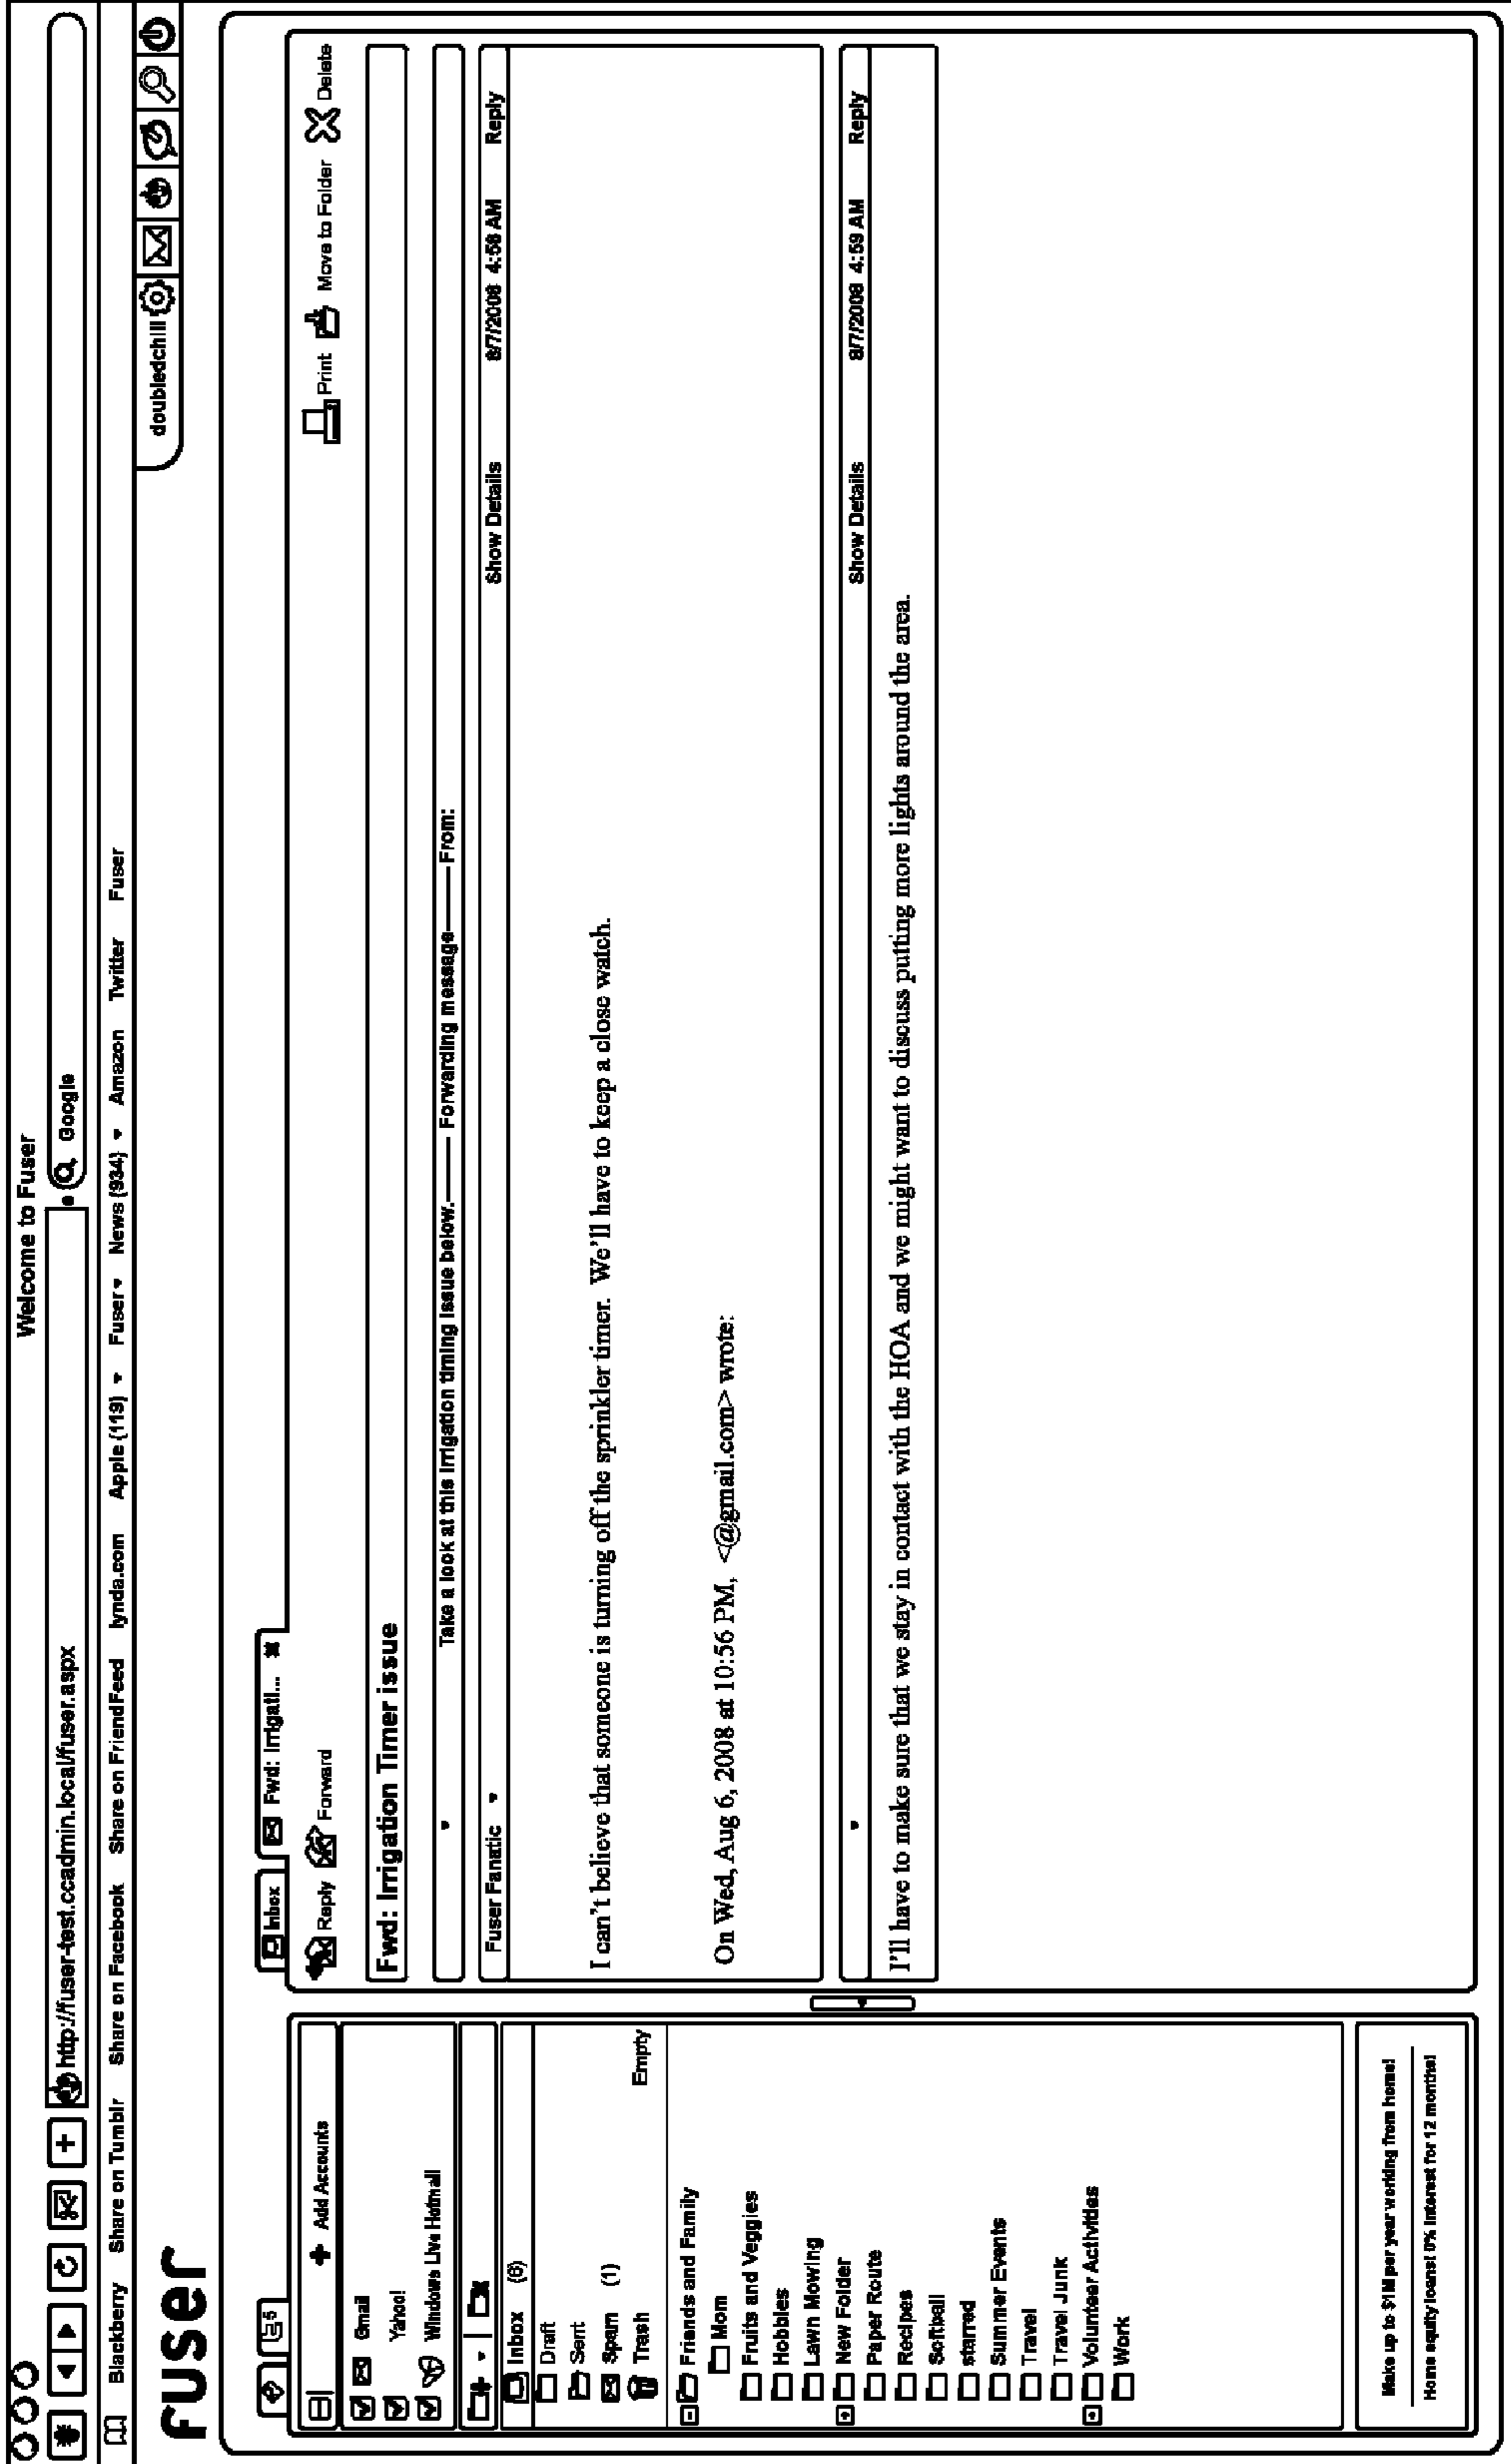 Welcome to Fuser
http://fuser-test.ccadmin.local/fuser.aspx
Google
Blackberry Share on Tumblr Share on Facebook Share on FriendFeed lynda.com Apple (119) Fuser News (934) Amazon Twitter Fuser
fuser
doubledchill
5
Add Accounts
Gmail
Yahoo!
Windows Live Hotmail
Inbox (6)
Draft
Sent
Spam (1)
Trash Empty
Friends and Family
Mom
Fruits and Veggies
Hobbies
Lawn Mowing
New Folder
Paper Route
Recipes
Softball
starred
Summer Events
Travel
Travel Junk
Volunteer Activities
Work
Make up to $1M per year working from home!
Home equity loans! 0% interest for 12 months!
Inbox Fwd: Irrigati...
Reply Forward Print Move to Folder Delete
Fwd: Irrigation Timer issue
Take a look at this irrigation timing issue below.—— Forwarding message—— From:
Fuser Fanatic Show Details 8/7/2008 4:58 AM Reply
I can't believe that someone is turning off the sprinkler timer. We'll have to keep a close watch.
On Wed, Aug 6, 2008 at 10:56 PM, <@gmail.com> wrote:
Show Details 8/7/2008 4:59 AM Reply
I'll have to make sure that we stay in contact with the HOA and we might want to discuss putting more lights around the area.